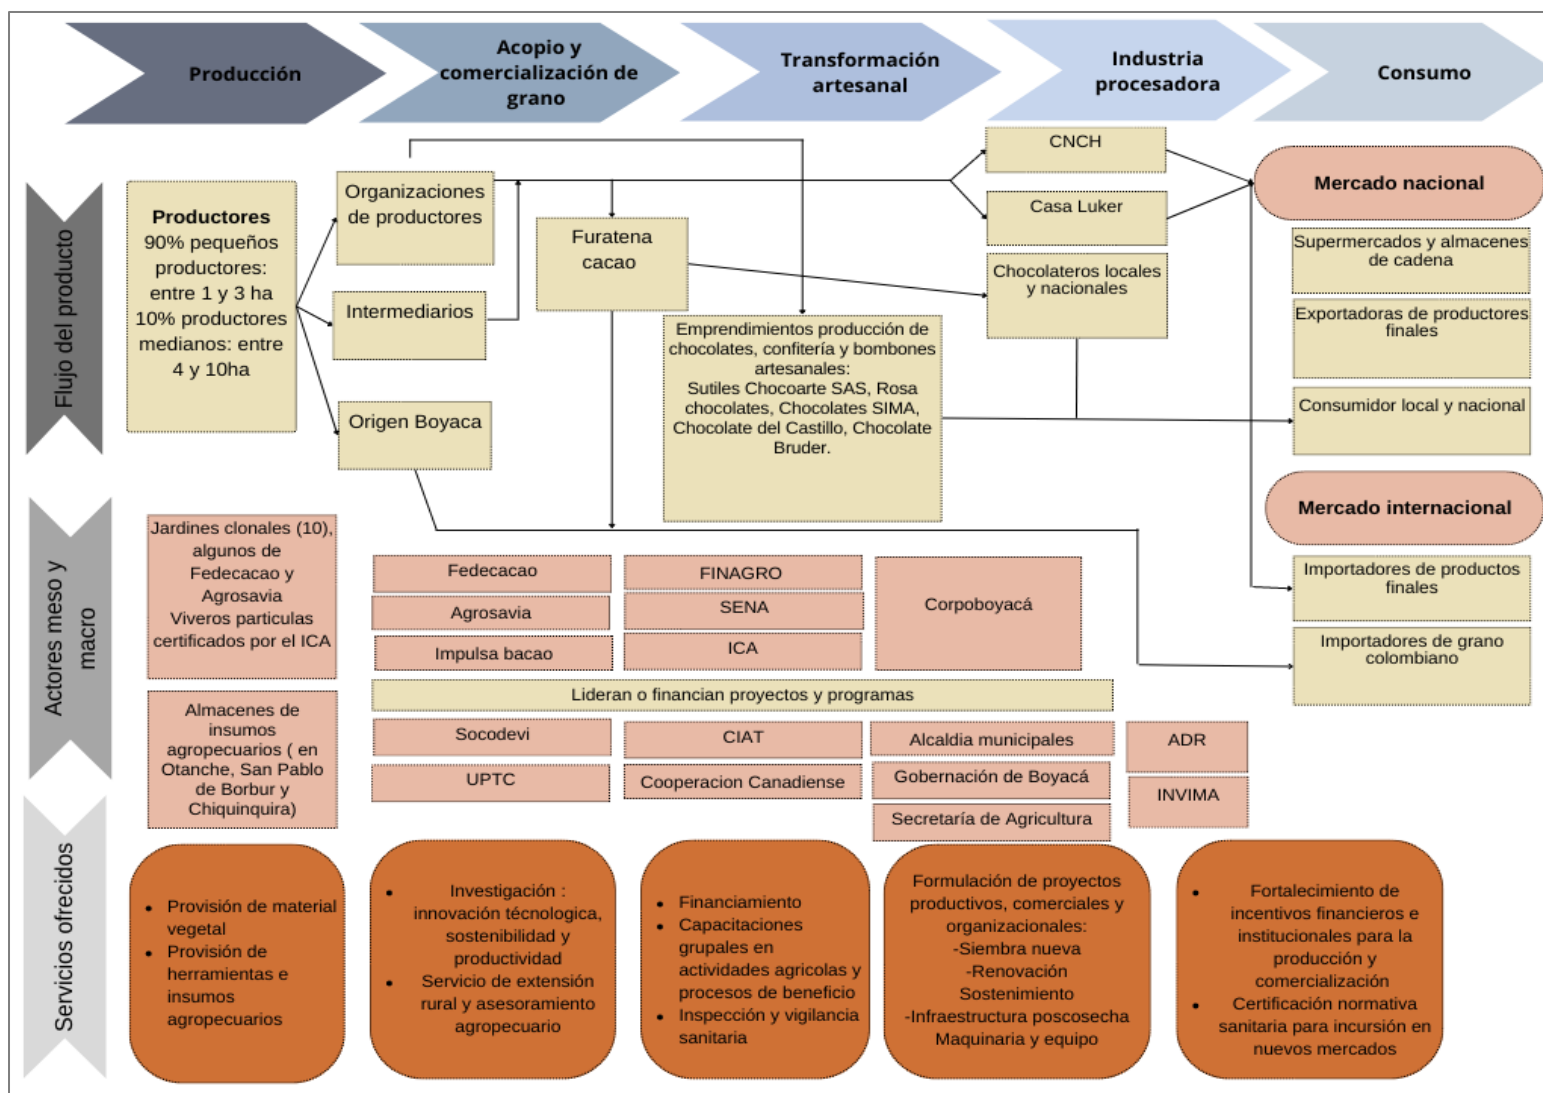 Producción
Acopio y
comercialización de
grano
Transformación
artesanal
Industria
procesadora
Consumo
Flujo del producto
Productores
90% pequeños
productores:
entre 1 y 3 ha
10% productores
medianos: entre
4 y 10ha
Organizaciones
de productores
Intermediarios
Origen Boyaca
Furatena
cacao
Emprendimientos producción de
chocolates, confitería y bombones
artesanales:
Sutiles Chocoarte SAS, Rosa
chocolates, Chocolates SIMA,
Chocolate del Castillo, Chocolate
Bruder.
CNCH
Casa Luker
Chocolateros locales
y nacionales
Mercado nacional
Supermercados y almacenes
de cadena
Exportadoras de productores
finales
Consumidor local y nacional
Mercado internacional
Importadores de productos
finales
Importadores de grano
colombiano
Actores meso y
macro
Jardines clonales (10),
algunos de
Fedecacao y
Agrosavia
Viveros particulas
certificados por el ICA
Almacenes de
insumos
agropecuarios ( en
Otanche, San Pablo
de Borbur y
Chiquinquira)
Fedecacao
Agrosavia
Impulsa bacao
FINAGRO
SENA
ICA
Corpoboyacá
Lideran o financian proyectos y programas
Socodevi
UPTC
CIAT
Cooperacion Canadiense
Alcaldia municipales
Gobernación de Boyacá
Secretaría de Agricultura
ADR
INVIMA
Servicios ofrecidos
• Provisión de material
vegetal
• Provisión de
herramientas e
insumos
agropecuarios
• Investigación :
innovación técnologica,
sostenibilidad y
productividad
• Servicio de extensión
rural y asesoramiento
agropecuario
• Financiamiento
• Capacitaciones
grupales en
actividades agricolas y
procesos de beneficio
• Inspección y vigilancia
sanitaria
Formulación de proyectos
productivos, comerciales y
organizacionales:
-Siembra nueva
-Renovación
Sostenimiento
-Infraestructura poscosecha
Maquinaria y equipo
• Fortalecimiento de
incentivos financieros e
institucionales para la
producción y
comercialización
• Certificación normativa
sanitaria para incursión en
nuevos mercados